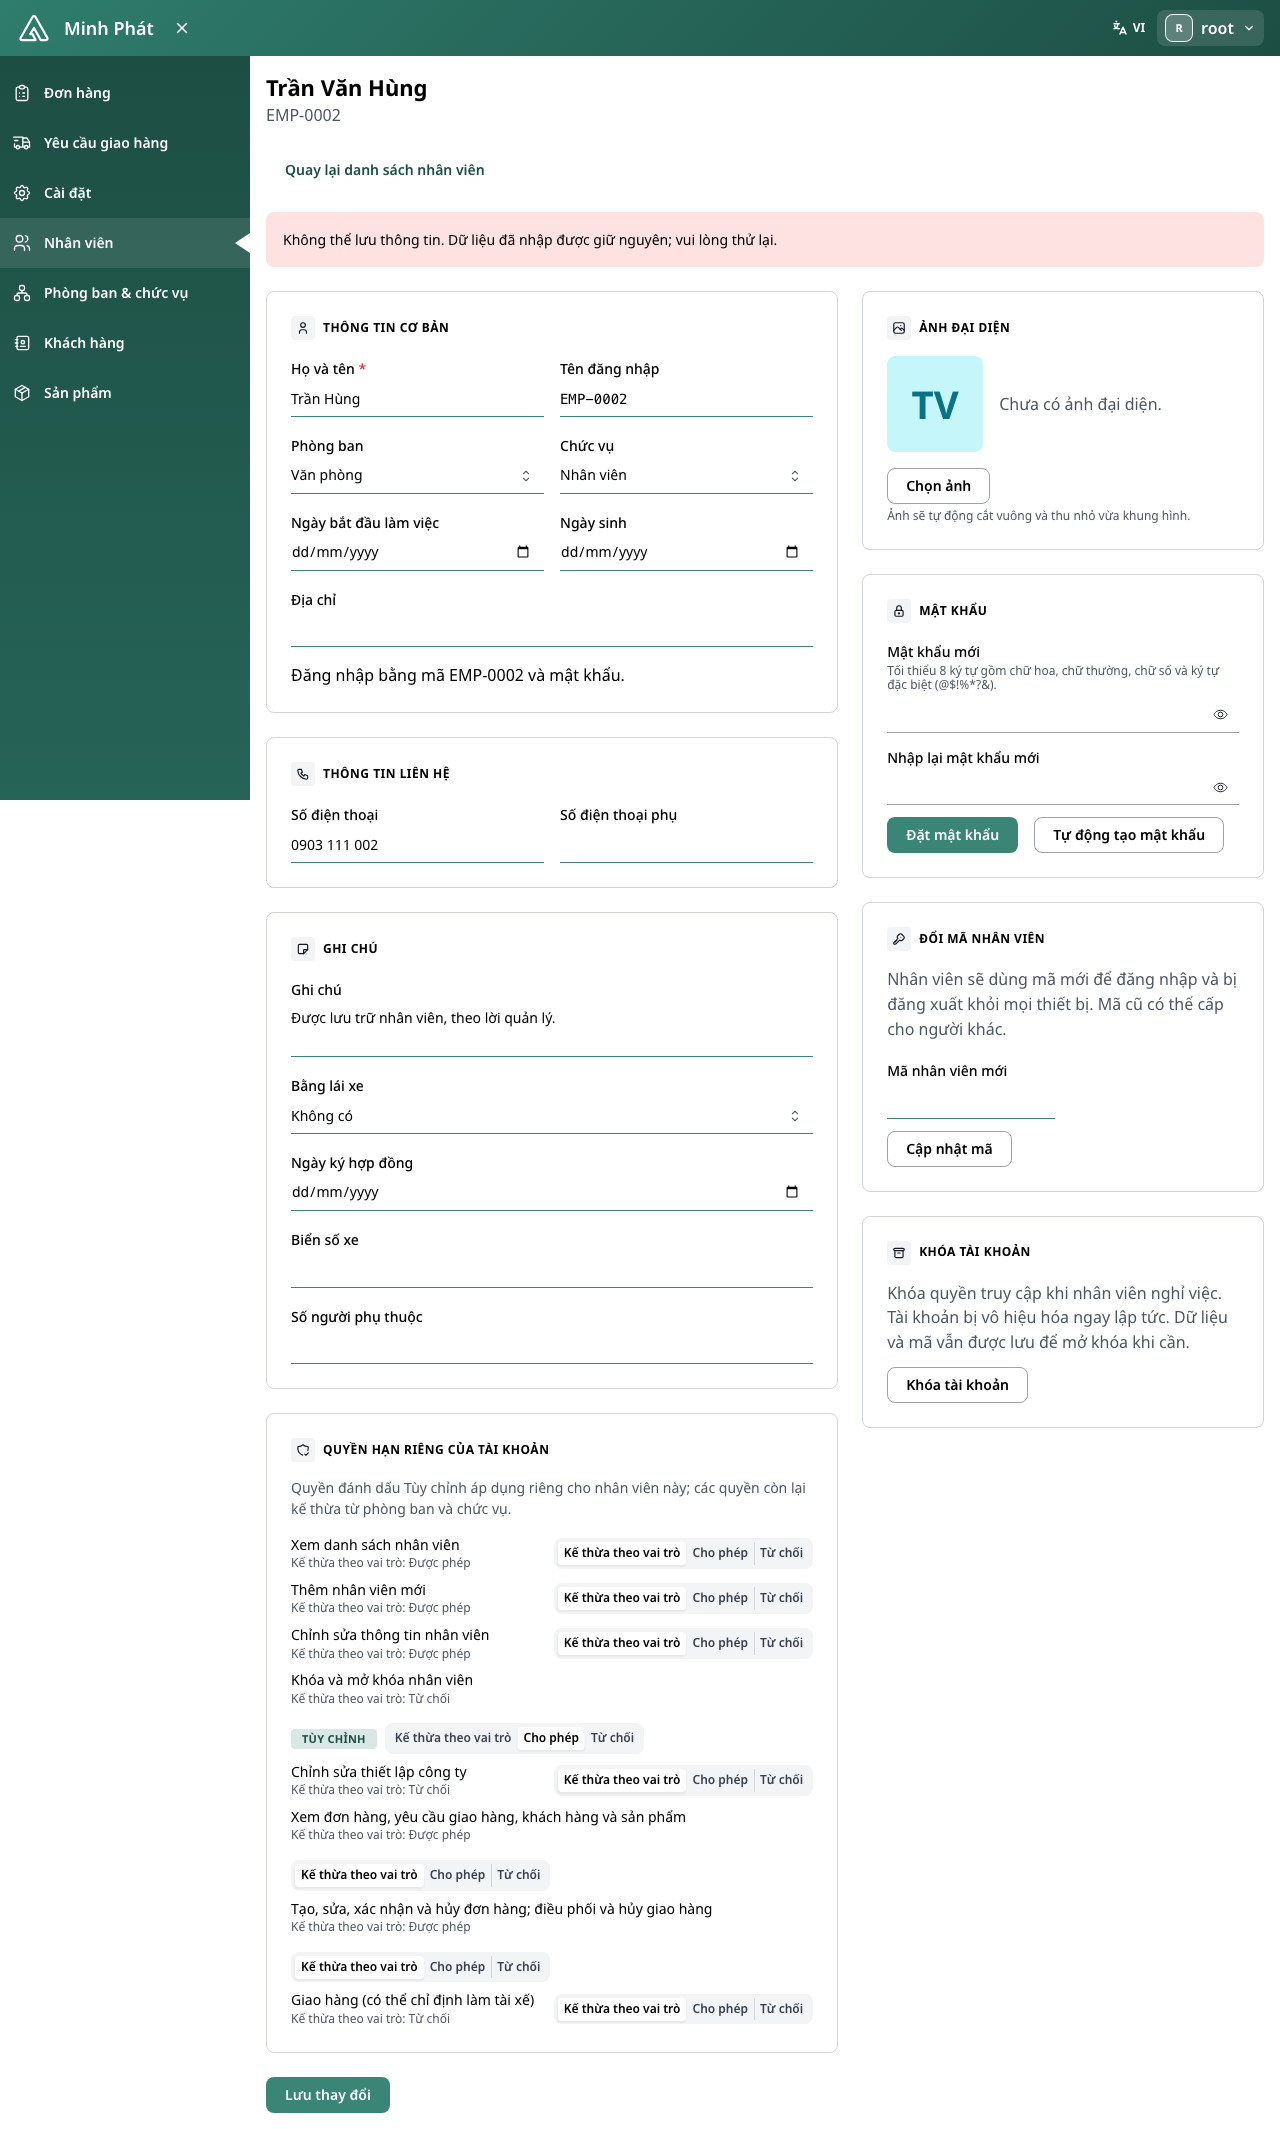 Minh Phát
VI
R
root
Đơn hàng
Yêu cầu giao hàng
Cài đặt
Nhân viên
Phòng ban & chức vụ
Khách hàng
Sản phẩm
Trần Văn Hùng
EMP-0002
Quay lại danh sách nhân viên
Không thể lưu thông tin. Dữ liệu đã nhập được giữ nguyên; vui lòng thử lại.
THÔNG TIN CƠ BẢN
Họ và tên *
Tên đăng nhập
Trần Hùng
EMP-0002
Phòng ban
Chức vụ
Văn phòng
Nhân viên
Ngày bắt đầu làm việc
Ngày sinh
dd/mm/yyyy
dd/mm/yyyy
Địa chỉ
Đăng nhập bằng mã EMP-0002 và mật khẩu.
THÔNG TIN LIÊN HỆ
Số điện thoại
Số điện thoại phụ
0903 111 002
GHI CHÚ
Ghi chú
Được lưu trữ nhân viên, theo lời quản lý.
Bằng lái xe
Không có
Ngày ký hợp đồng
dd/mm/yyyy
Biển số xe
Số người phụ thuộc
QUYỀN HẠN RIÊNG CỦA TÀI KHOẢN
Quyền đánh dấu Tùy chỉnh áp dụng riêng cho nhân viên này; các quyền còn lại
kế thừa từ phòng ban và chức vụ.
Xem danh sách nhân viên
Kế thừa theo vai trò: Được phép
Kế thừa theo vai trò Cho phép Từ chối
Thêm nhân viên mới
Kế thừa theo vai trò: Được phép
Kế thừa theo vai trò Cho phép Từ chối
Chỉnh sửa thông tin nhân viên
Kế thừa theo vai trò: Được phép
Kế thừa theo vai trò Cho phép Từ chối
Khóa và mở khóa nhân viên
Kế thừa theo vai trò: Từ chối
TÙY CHỈNH
Kế thừa theo vai trò Cho phép Từ chối
Chỉnh sửa thiết lập công ty
Kế thừa theo vai trò: Từ chối
Kế thừa theo vai trò Cho phép Từ chối
Xem đơn hàng, yêu cầu giao hàng, khách hàng và sản phẩm
Kế thừa theo vai trò: Được phép
Kế thừa theo vai trò Cho phép Từ chối
Tạo, sửa, xác nhận và hủy đơn hàng; điều phối và hủy giao hàng
Kế thừa theo vai trò: Được phép
Kế thừa theo vai trò Cho phép Từ chối
Giao hàng (có thể chỉ định làm tài xế)
Kế thừa theo vai trò: Từ chối
Kế thừa theo vai trò Cho phép Từ chối
Lưu thay đổi
ẢNH ĐẠI DIỆN
TV
Chưa có ảnh đại diện.
Chọn ảnh
Ảnh sẽ tự động cắt vuông và thu nhỏ vừa khung hình.
MẬT KHẨU
Mật khẩu mới
Tối thiểu 8 ký tự gồm chữ hoa, chữ thường, chữ số và ký tự
đặc biệt (@$!%*?&).
Nhập lại mật khẩu mới
Đặt mật khẩu
Tự động tạo mật khẩu
ĐỔI MÃ NHÂN VIÊN
Nhân viên sẽ dùng mã mới để đăng nhập và bị
đăng xuất khỏi mọi thiết bị. Mã cũ có thể cấp
cho người khác.
Mã nhân viên mới
Cập nhật mã
KHÓA TÀI KHOẢN
Khóa quyền truy cập khi nhân viên nghỉ việc.
Tài khoản bị vô hiệu hóa ngay lập tức. Dữ liệu
và mã vẫn được lưu để mở khóa khi cần.
Khóa tài khoản